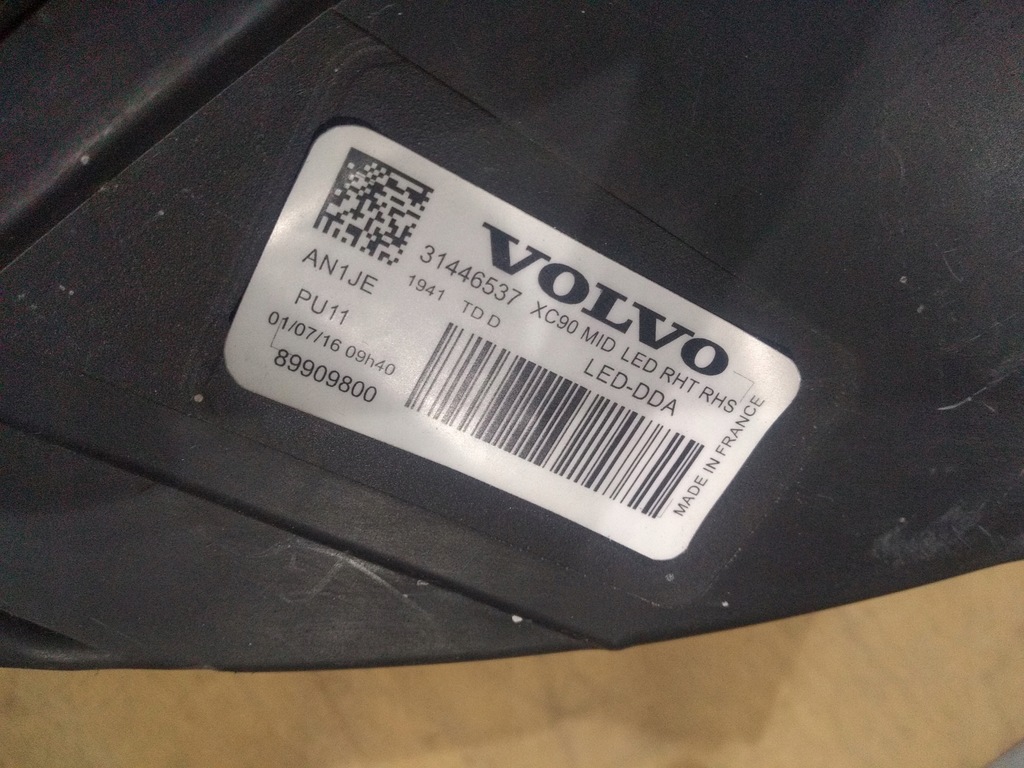 VOLVO
31446537 XC90 MID LED RHT RHS
1941 TD D LED-DDA
AN1JE
PU11
01/07/16 09h40
89909800
MADE IN FRANCE